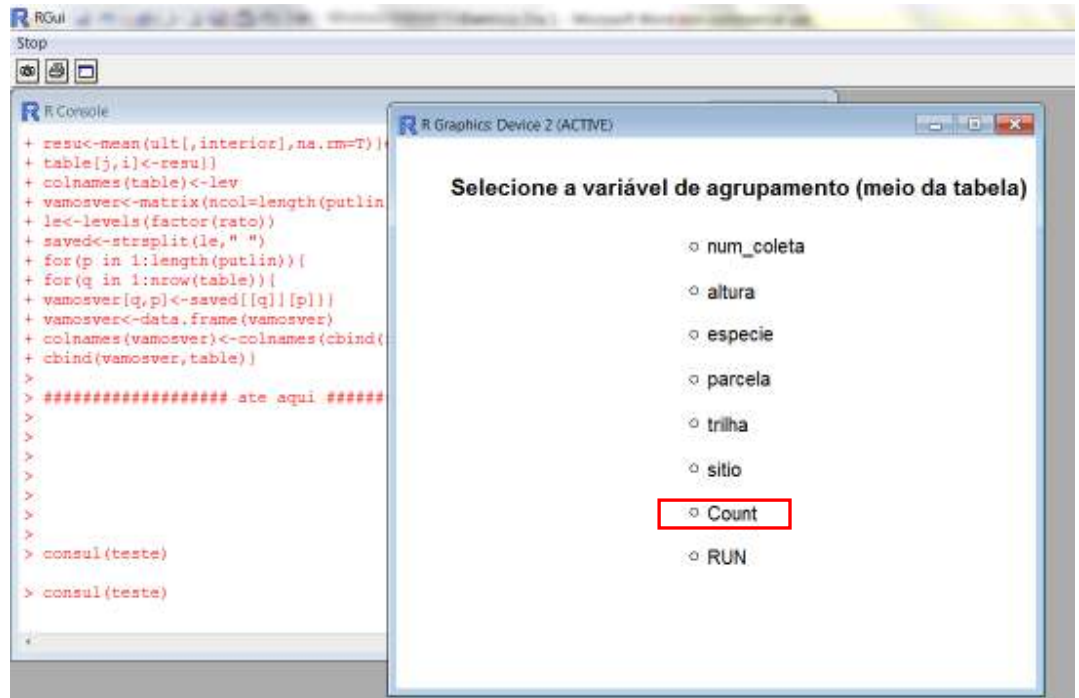 RGui
Stop
R Console
+ resu<-mean(ult[,interior],na.rm=T)}
+ table[j,i]<-resu}}
+ colnames(table)<-lev
+ vamosver<-matrix(ncol=length(putlin
+ le<-levels(factor(rato))
+ saved<-strsplit(le," ")
+ for(p in 1:length(putlin)){
+ for(q in 1:nrow(table)){
+ vamosver[q,p]<-saved[[q]][p]}}
+ vamosver<-data.frame(vamosver)
+ colnames(vamosver)<-colnames(cbind(
+ cbind(vamosver,table)}
>
> ################### ate aqui ######
>
>
>
>
>
>
>
> consul(teste)
> consul(teste)
R Graphics: Device 2 (ACTIVE)
Selecione a variável de agrupamento (meio da tabela)
num_coleta
altura
especie
parcela
trilha
sitio
Count
RUN